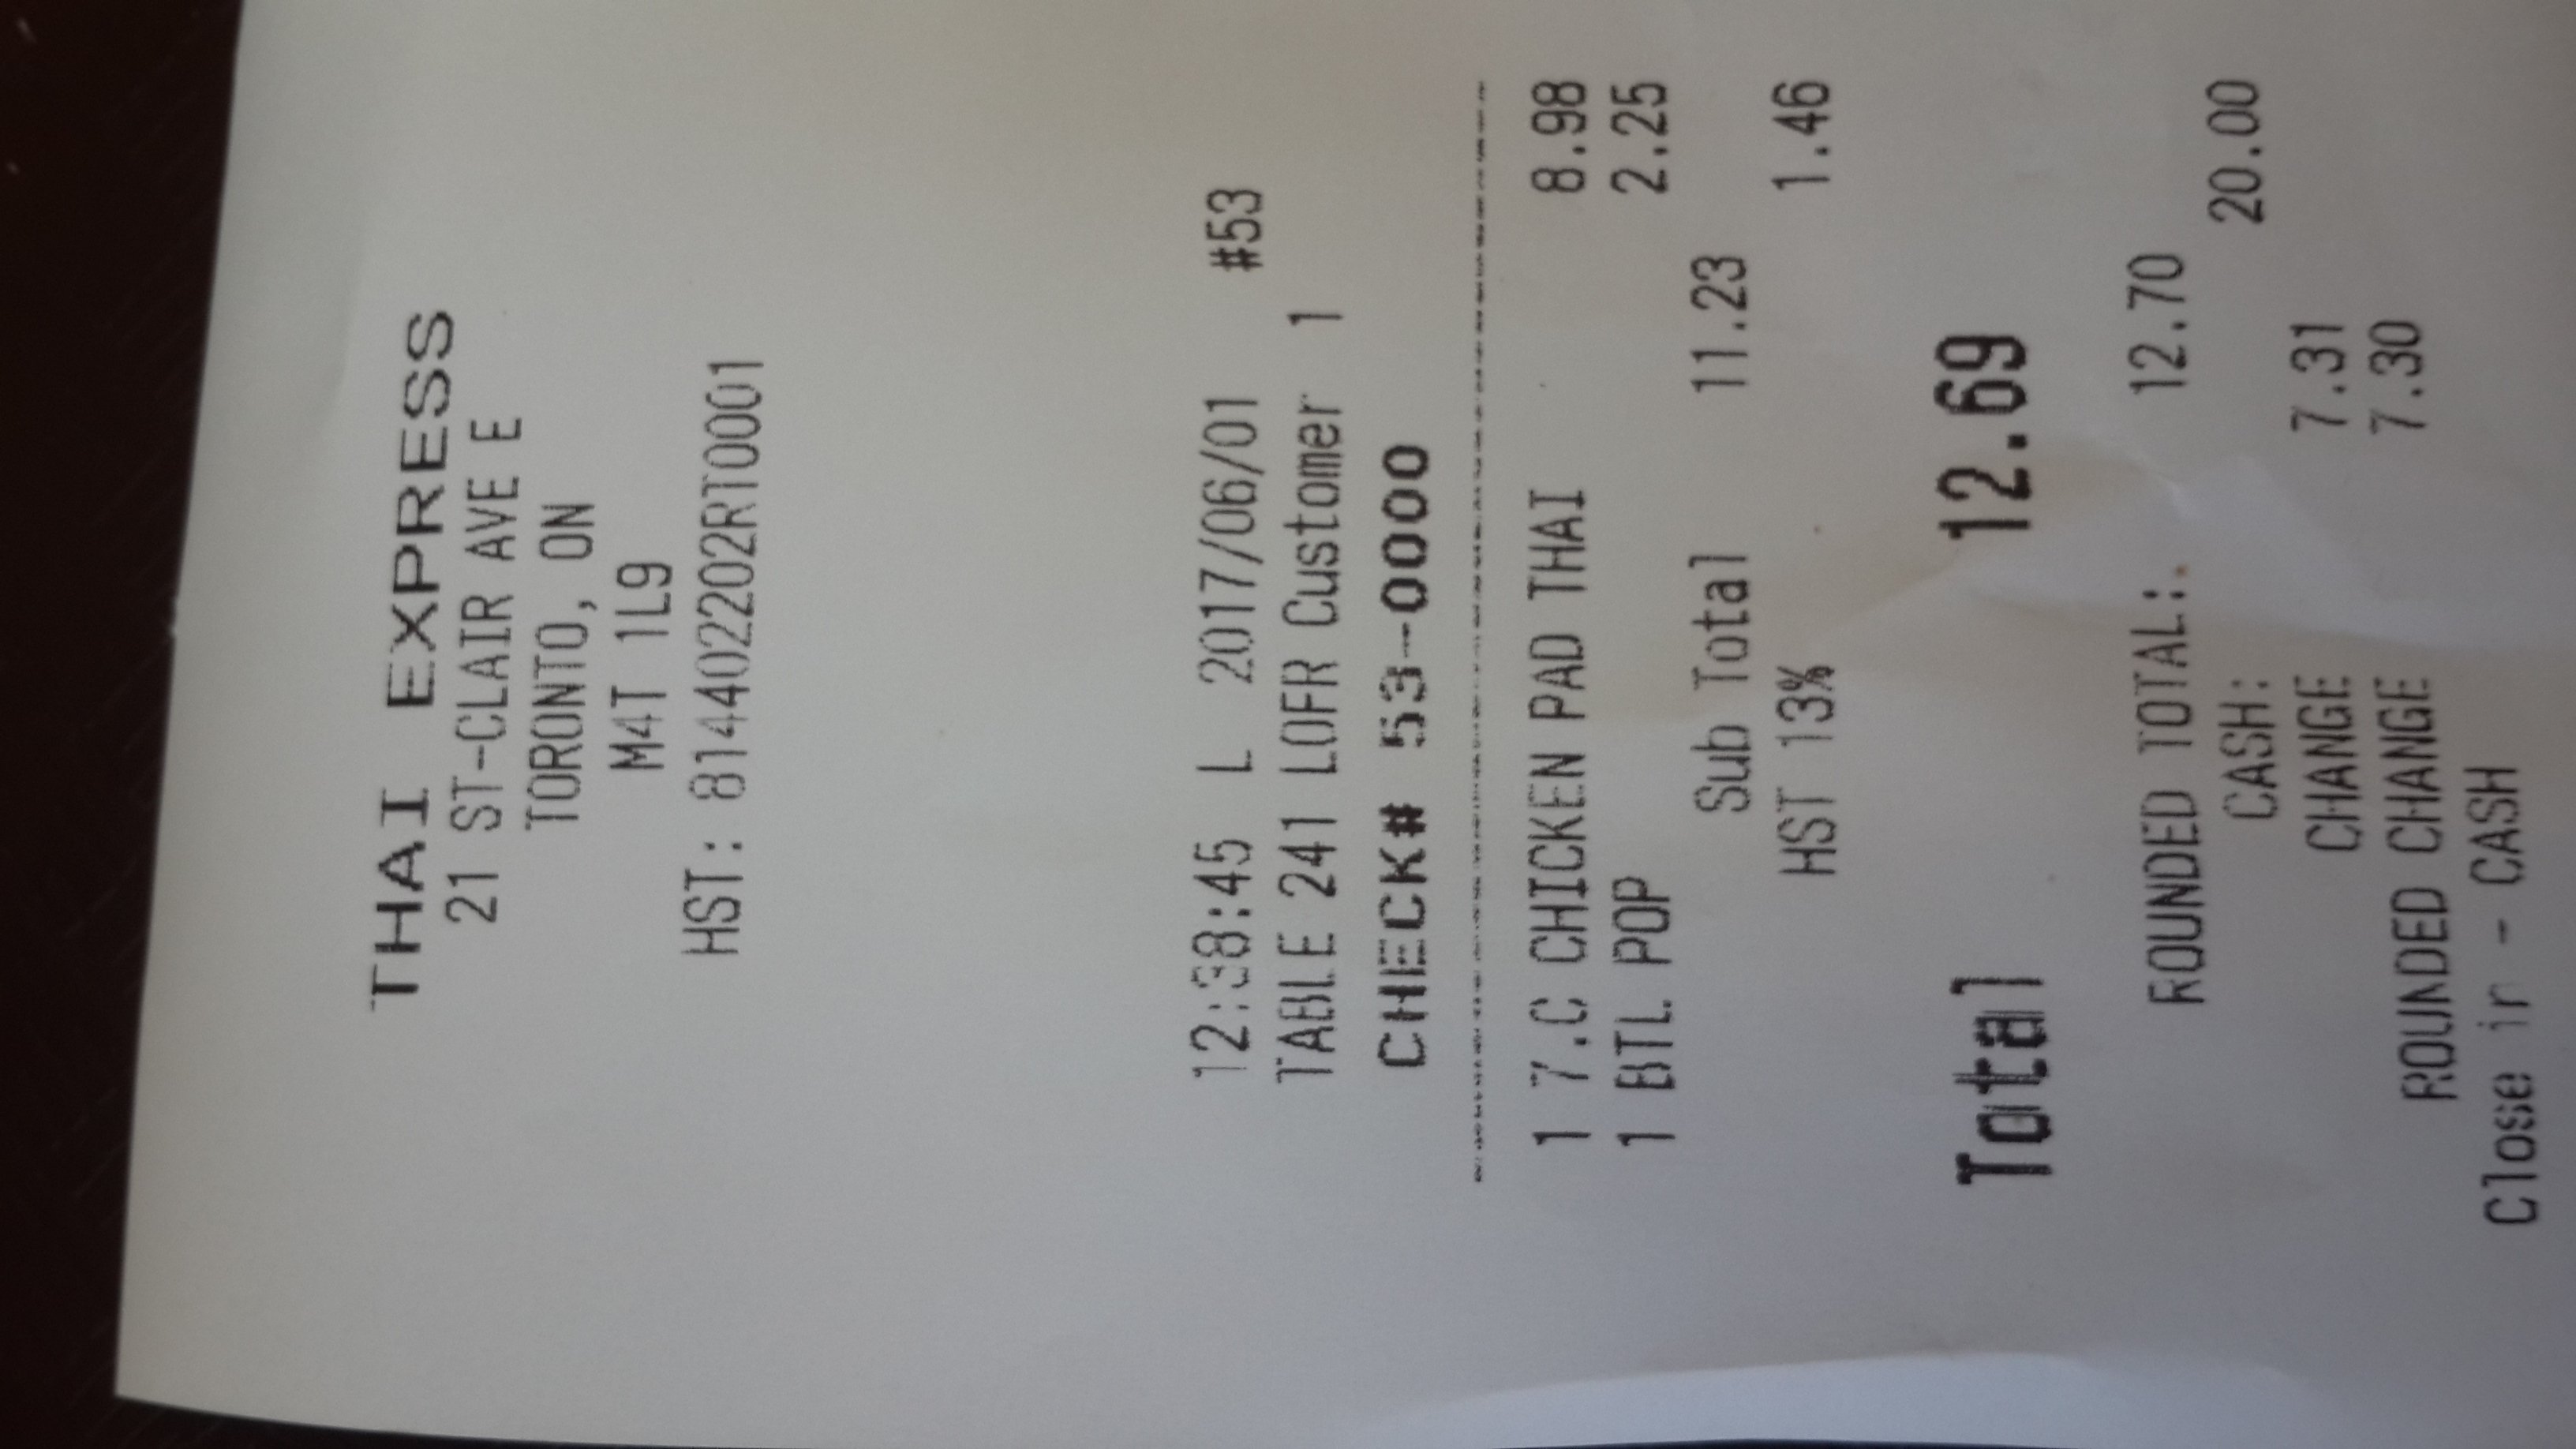 THAI EXPRESS
21 ST-CLAIR AVE E
TORONTO, ON
M4T 1L9
HST: 814402202RT0001
12:38:45 L 2017/06/01 #53
TABLE 241 LOFR Customer 1
CHECK# 53-0000
1 7.C CHICKEN PAD THAI 8.98
1 BTL POP 2.25
Sub Total 11.23
HST 13% 1.46
Total 12.69
ROUNDED TOTAL: 12.70
CASH: 20.00
CHANGE 7.31
ROUNDED CHANGE 7.30
Close in - CASH